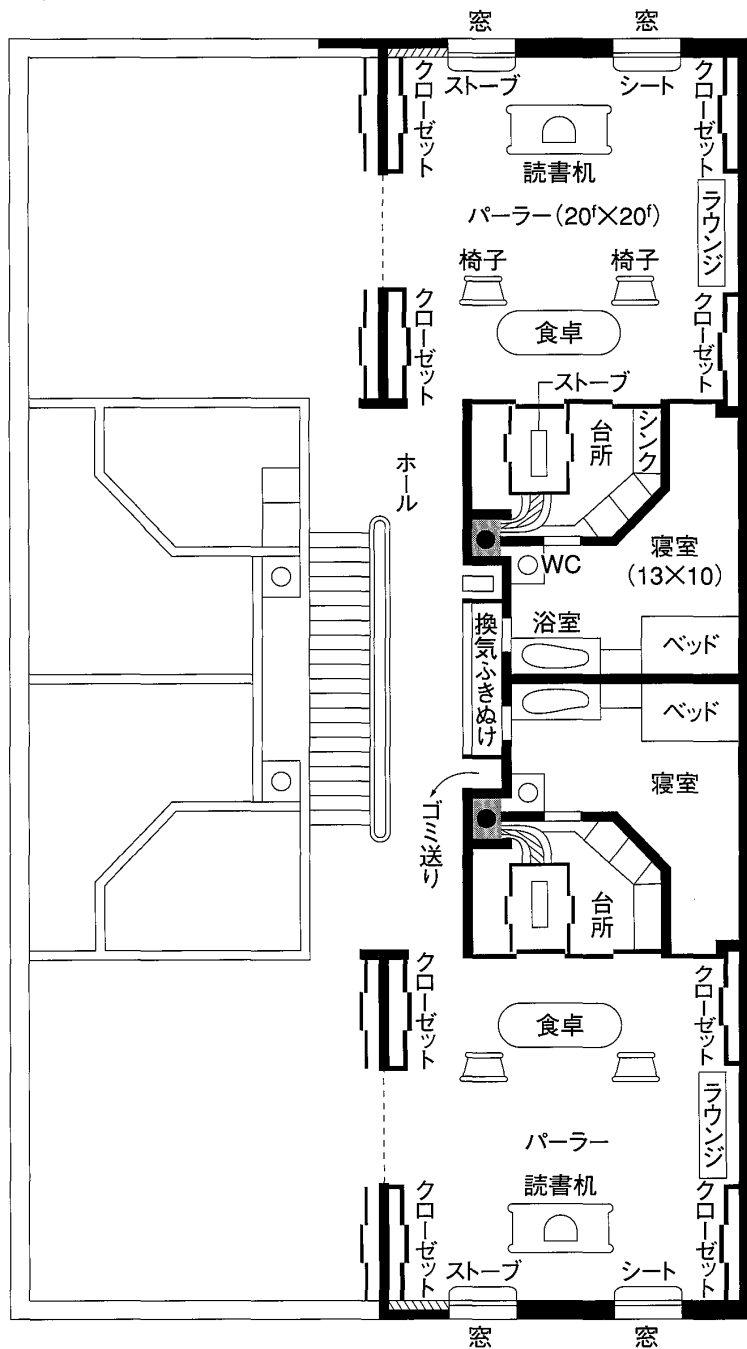 窓
窓
クローゼット
ストーブ
シート
クローゼット
読書机
パーラー(20ᶠ×20ᶠ)
ラウンジ
椅子
椅子
クローゼット
食卓
クローゼット
ストーブ
台所
シンク
ホール
寝室
(13×10)
WC
浴室
ベッド
換気ふきぬけ
ベッド
寝室
ゴミ送り
台所
クローゼット
食卓
クローゼット
ラウンジ
パーラー
読書机
クローゼット
ストーブ
シート
クローゼット
窓
窓